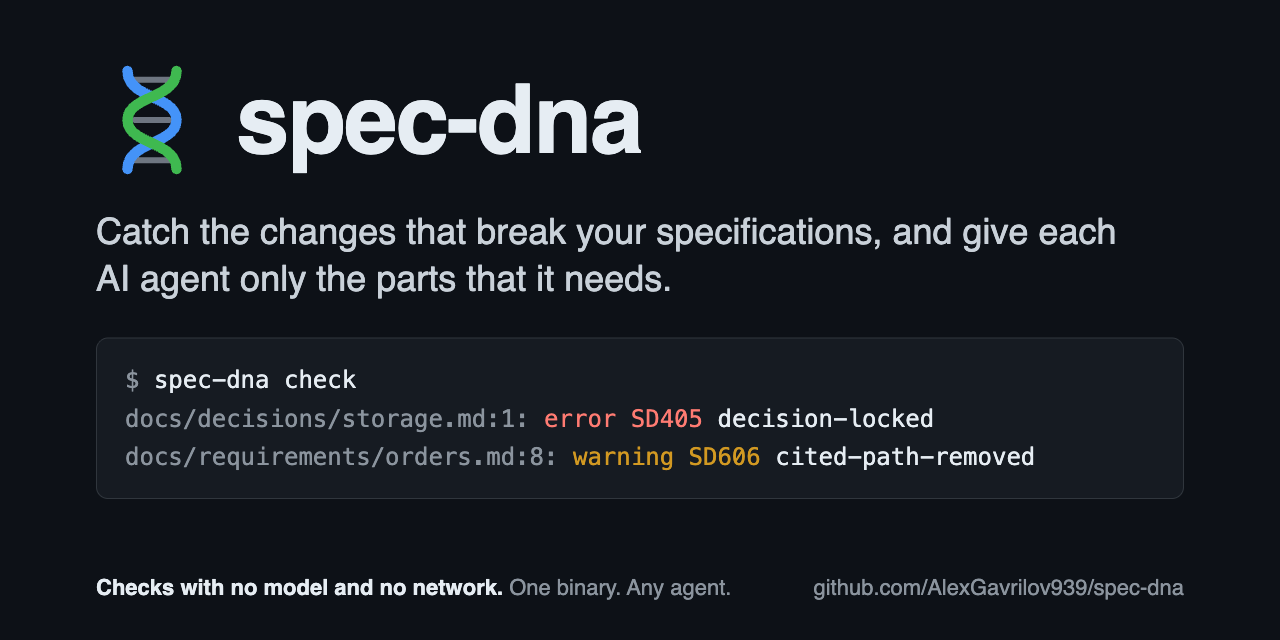 spec-dna
Catch the changes that break your specifications, and give each
AI agent only the parts that it needs.
$ spec-dna check
docs/decisions/storage.md:1: error SD405 decision-locked
docs/requirements/orders.md:8: warning SD606 cited-path-removed
Checks with no model and no network. One binary. Any agent.
github.com/AlexGavrilov939/spec-dna